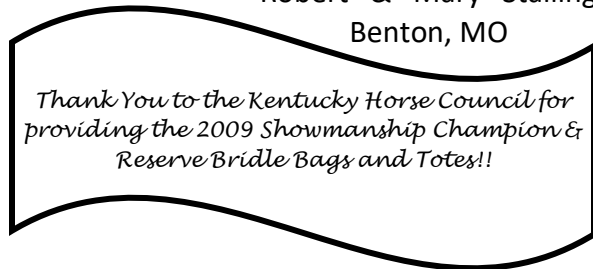 Robert & Mary Stalling
Benton, MO
Thank You to the Kentucky Horse Council for
providing the 2009 Showmanship Champion &
Reserve Bridle Bags and Totes!!